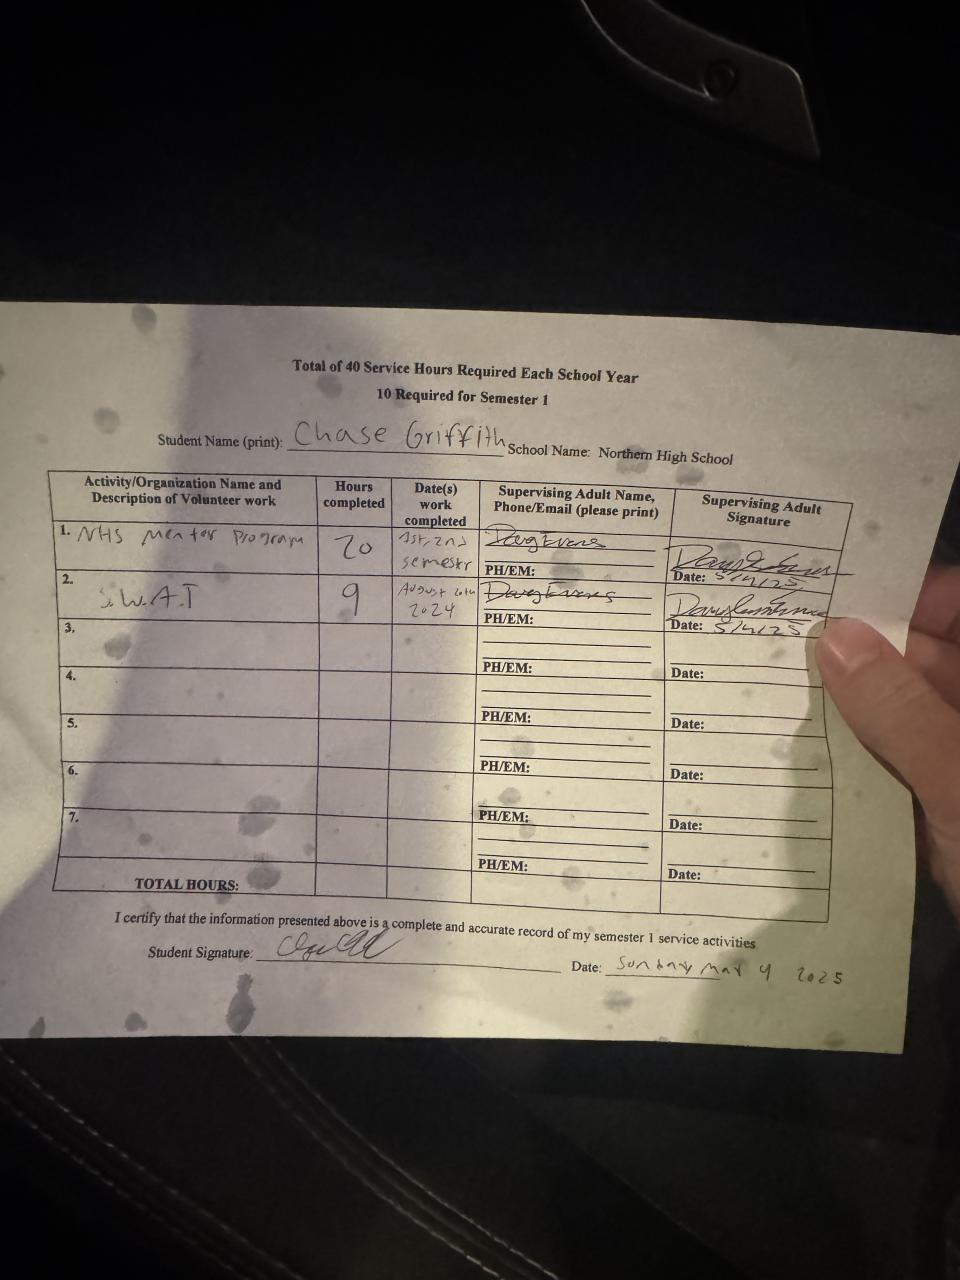 Total of 40 Service Hours Required Each School Year
10 Required for Semester 1
Student Name (print): Chase Griffith School Name: Northern High School
Activity/Organization Name and Description of Volunteer work
Hours completed
Date(s) work completed
Supervising Adult Name, Phone/Email (please print)
Supervising Adult Signature
1. NHS Mentor Program 20 1st, 2nd semestr Doug Evans
PH/EM:
Date: 5/4/25
2. S.W.A.T 9 August 2024 Doug Evans
PH/EM:
Date: 5/4/25
3.
PH/EM: Date:
4.
PH/EM: Date:
5.
PH/EM: Date:
6.
PH/EM: Date:
7.
PH/EM: Date:
TOTAL HOURS:
I certify that the information presented above is a complete and accurate record of my semester 1 service activities
Student Signature:
Date: Sunday May 4 2025